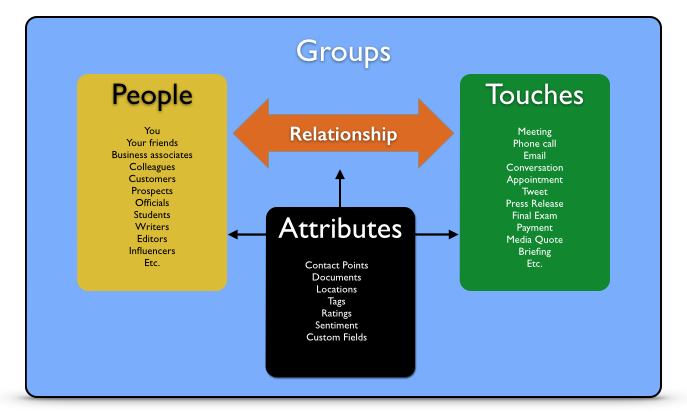 Groups
People
You
Your friends
Business associates
Colleagues
Customers
Prospects
Officials
Students
Writers
Editors
Influencers
Etc.
Relationship
Touches
Meeting
Phone call
Email
Conversation
Appointment
Tweet
Press Release
Final Exam
Payment
Media Quote
Briefing
Etc.
Attributes
Contact Points
Documents
Locations
Tags
Ratings
Sentiment
Custom Fields